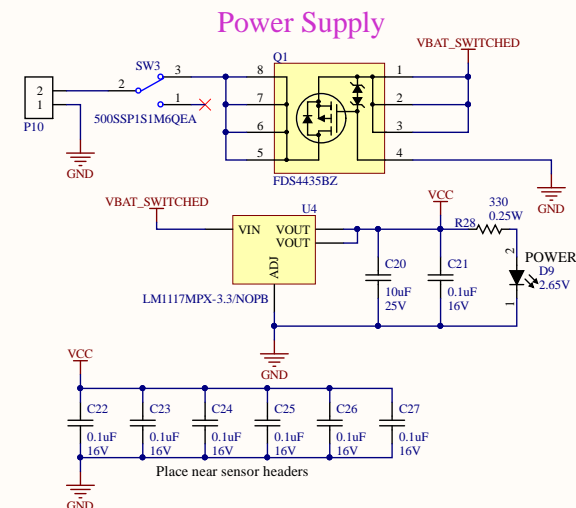 Power Supply
VBAT_SWITCHED
Q1
SW3
2
3
1
500SSP1S1M6QEA
2
1
P10
GND
8
7
6
5
1
2
3
4
FDS4435BZ
GND
VBAT_SWITCHED
U4
VIN
VOUT
VOUT
ADJ
LM1117MPX-3.3/NOPB
GND
VCC
R28
330
0.25W
C20
10uF
25V
C21
0.1uF
16V
2
1
POWER
D9
2.65V
VCC
C22
0.1uF
16V
C23
0.1uF
16V
C24
0.1uF
16V
C25
0.1uF
16V
C26
0.1uF
16V
C27
0.1uF
16V
Place near sensor headers
GND